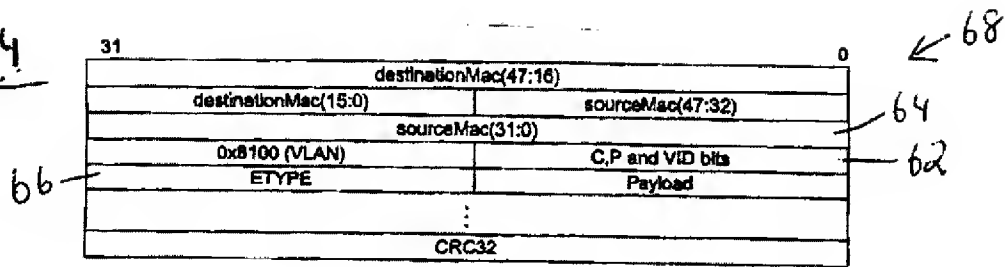 4
31 0
68
destinationMac(47:16)
destinationMac(15:0) sourceMac(47:32)
sourceMac(31:0)
64
0x8100 (VLAN) C,P and VID bits
62
66
ETYPE Payload
CRC32